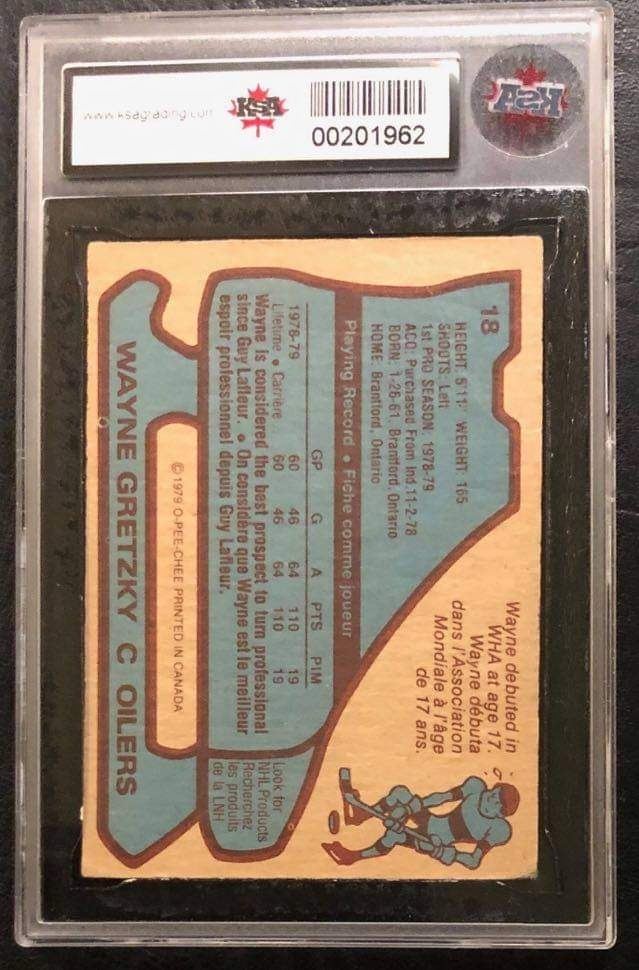 www.ksagrading.com
KSA
00201962
KSA
18
HEIGHT: 5'11" WEIGHT: 165
SHOOTS: Left
1st PRO SEASON: 1978-79
ACQ: Purchased From Ind. 11-2-78
BORN: 1-26-61, Brantford, Ontario
HOME: Brantford, Ontario
Wayne debuted in
WHA at age 17.
Wayne débuta
dans l'Association
Mondiale à l'âge
de 17 ans.
Playing Record • Fiche comme joueur
GP G A PTS PIM
1978-79 60 46 64 110 19
Lifetime • Carrière 60 46 64 110 19
Wayne is considered the best prospect to turn professional
since Guy Lafleur. • On considère que Wayne est le meilleur
espoir professionnel depuis Guy Lafleur.
Look for
NHL Products
Recherchez
les produits
de la LNH
© 1979 O-PEE-CHEE PRINTED IN CANADA
WAYNE GRETZKY C OILERS